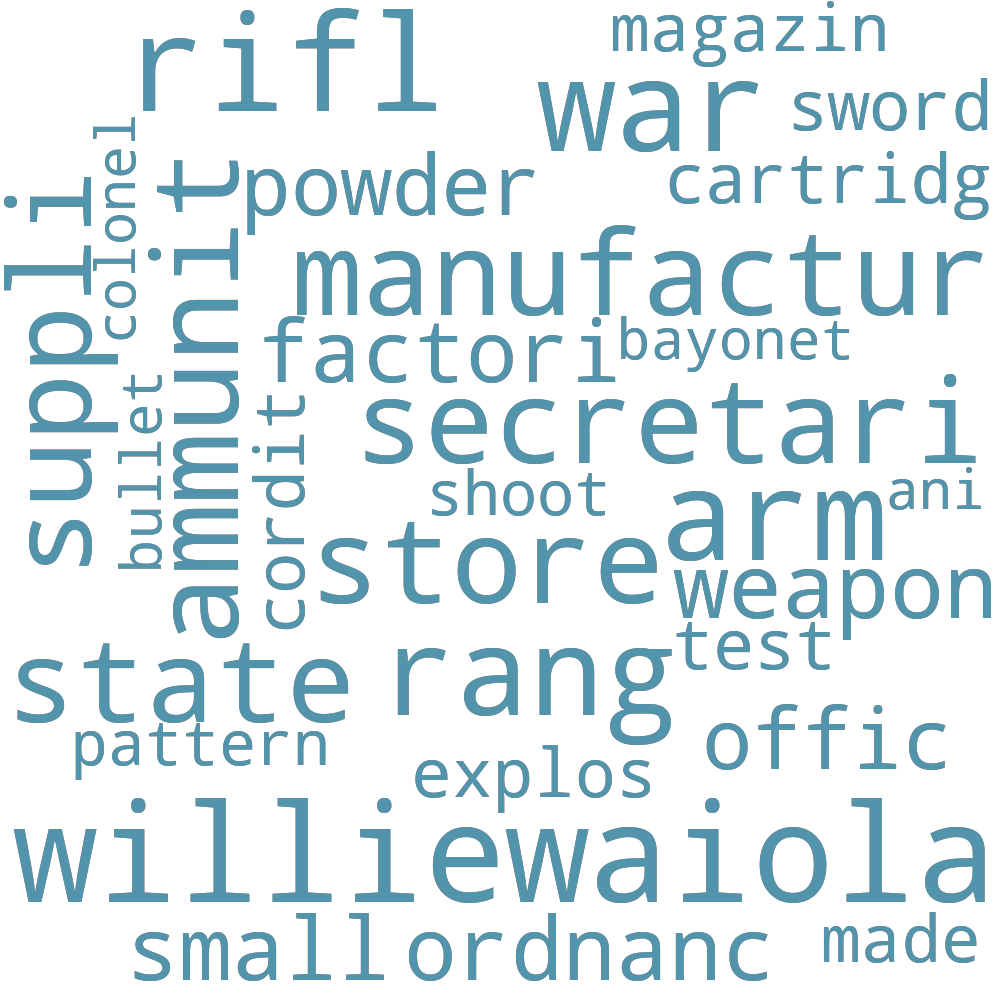 rifl
magazin
war
sword
colonel
powder
cartridg
suppli
ammunit
manufactur
factori
bayonet
bullet
cordit
secretari
shoot
arm
ani
store
weapon
test
state
rang
pattern
offic
explos
williewaiola
small
ordnanc
made